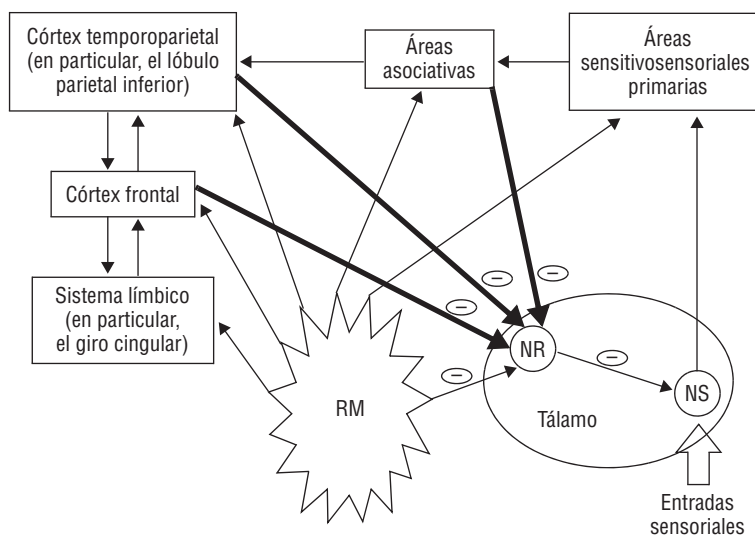 Córtex temporoparietal
(en particular, el lóbulo
parietal inferior)
Áreas
asociativas
Áreas
sensitivosensoriales
primarias
Córtex frontal
Sistema límbico
(en particular,
el giro cingular)
RM
NR
NS
Tálamo
Entradas
sensoriales